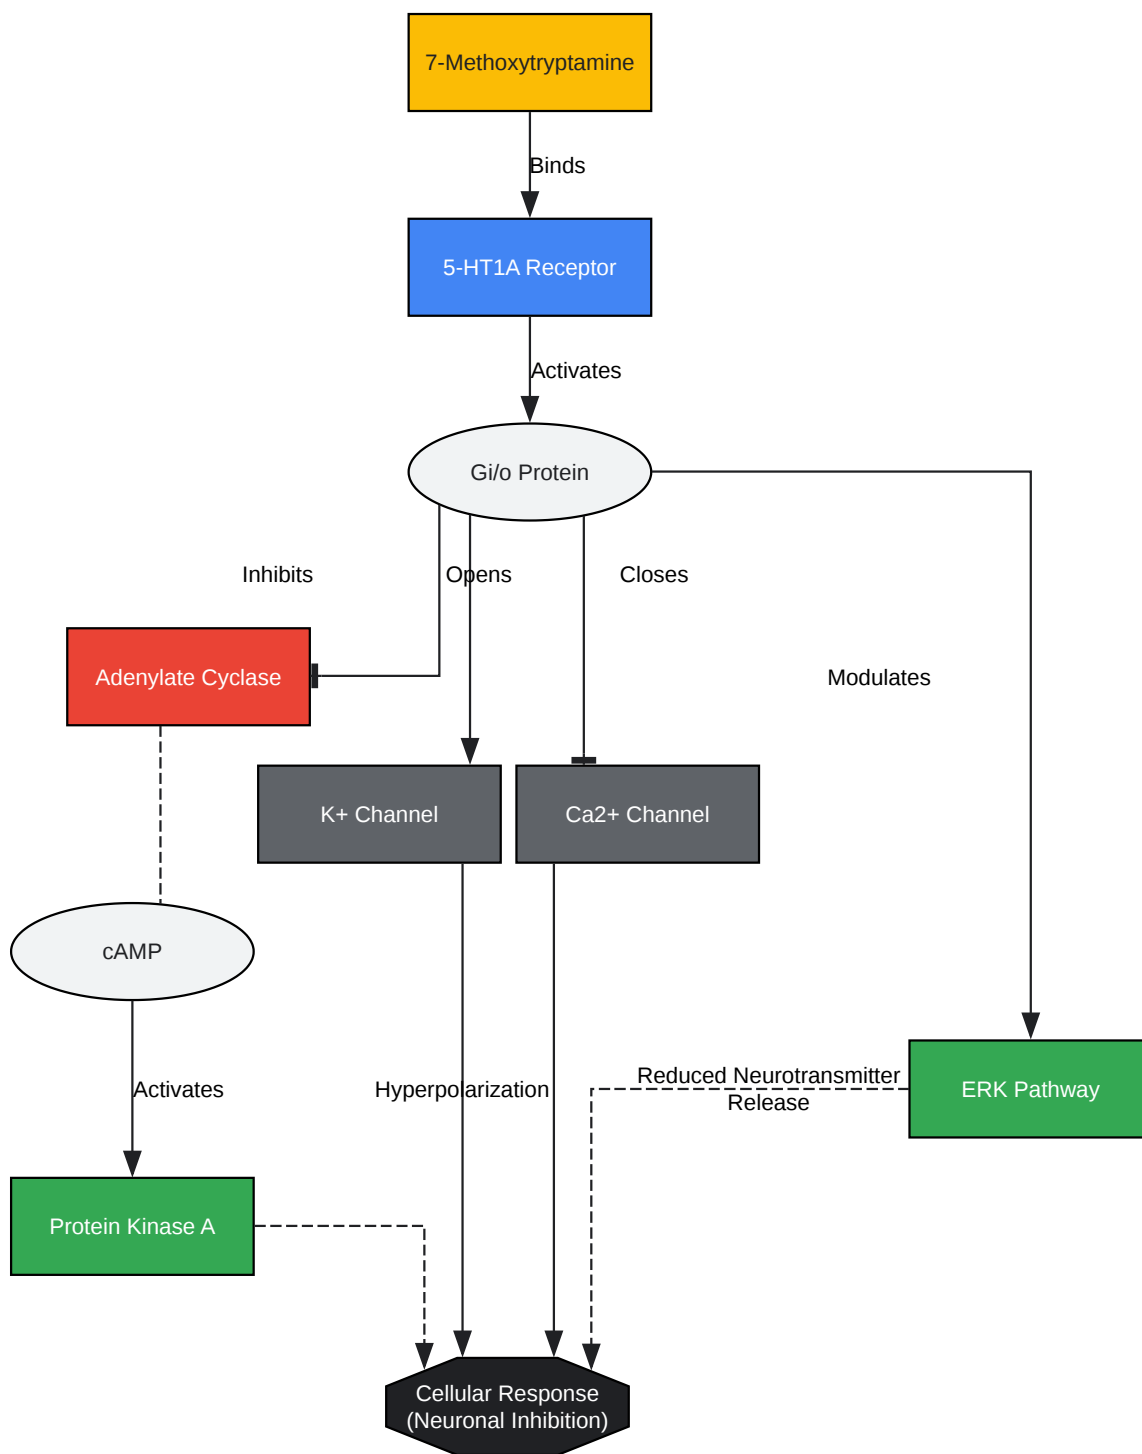 7-Methoxytryptamine
Binds
5-HT1A Receptor
Activates
Gi/o Protein
Inhibits
Opens
Closes
Adenylate Cyclase
Modulates
K+ Channel
Ca2+ Channel
cAMP
Activates
Hyperpolarization
Reduced Neurotransmitter
Release
ERK Pathway
Protein Kinase A
Cellular Response
(Neuronal Inhibition)